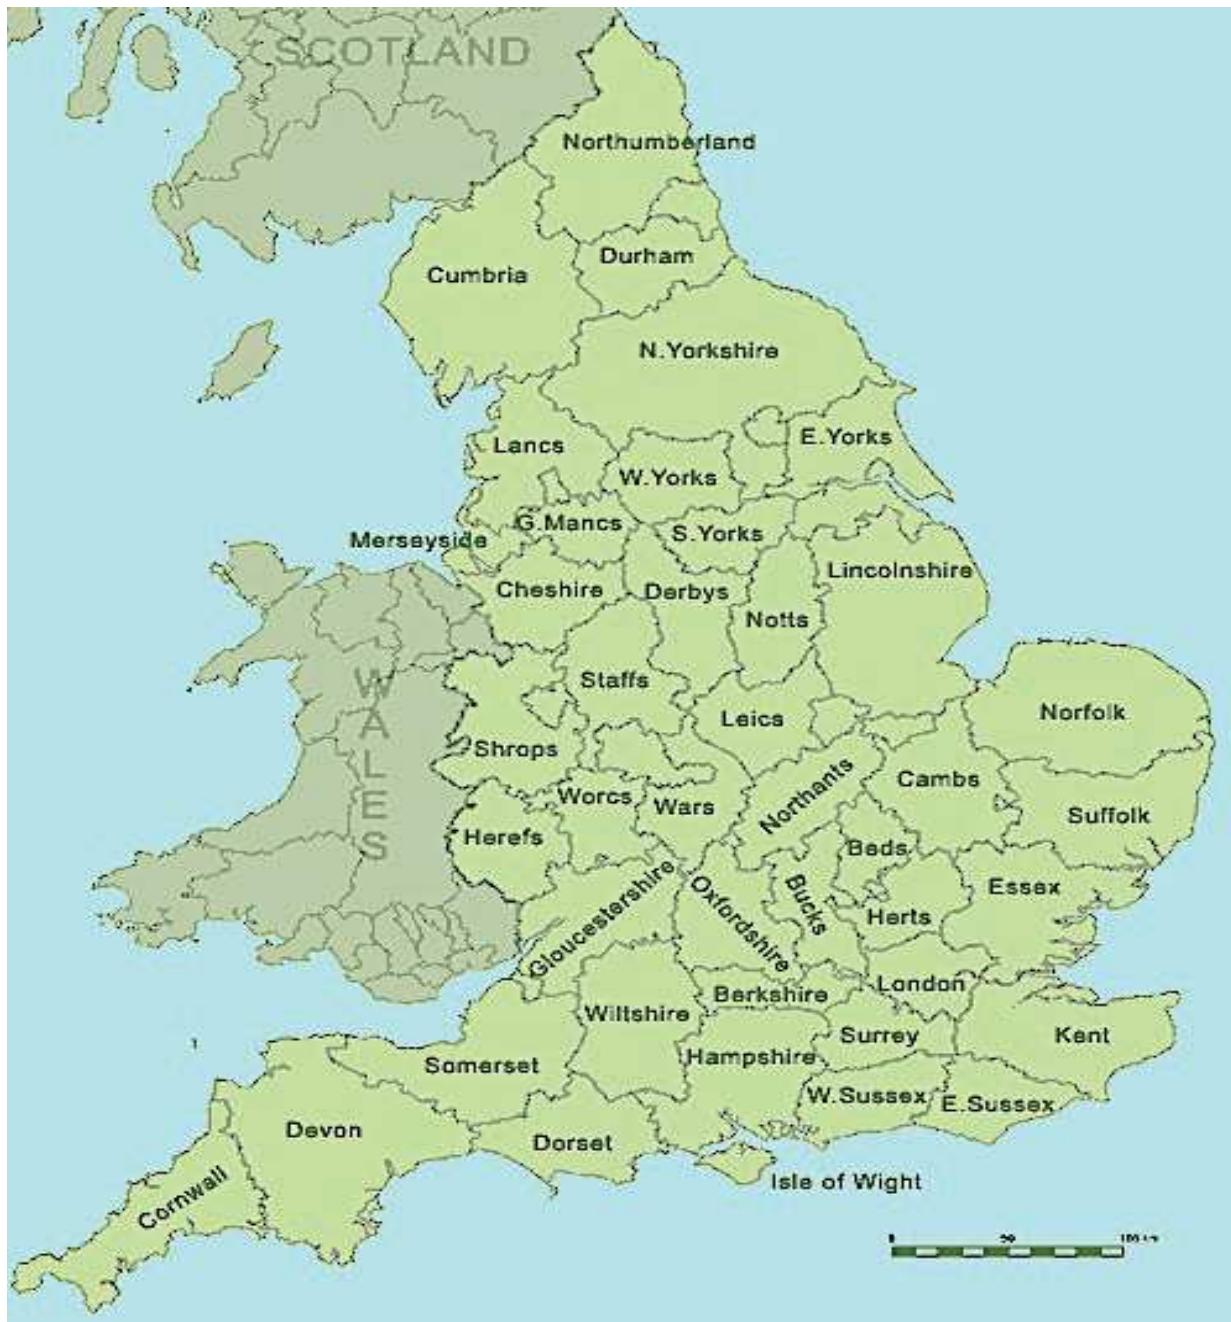 SCOTLAND
Northumberland
Durham
Cumbria
N.Yorkshire
E.Yorks
Lancs
W.Yorks
G.Mancs
S.Yorks
Merseyside
Lincolnshire
Cheshire
Derbys
Notts
WALES
Staffs
Leics
Norfolk
Shrops
Northants
Cambs
Worcs
Wars
Suffolk
Herefs
Beds
Essex
Gloucestershire
Oxfordshire
Bucks
Herts
London
Berkshire
Wiltshire
Surrey
Kent
Hampshire
Somerset
W.Sussex
E.Sussex
Devon
Dorset
Cornwall
Isle of Wight